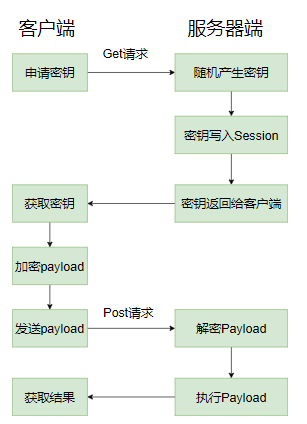 客户端
服务器端
Get请求
申请密钥
随机产生密钥
密钥写入Session
获取密钥
密钥返回给客户端
加密payload
Post请求
发送payload
解密Payload
获取结果
执行Payload